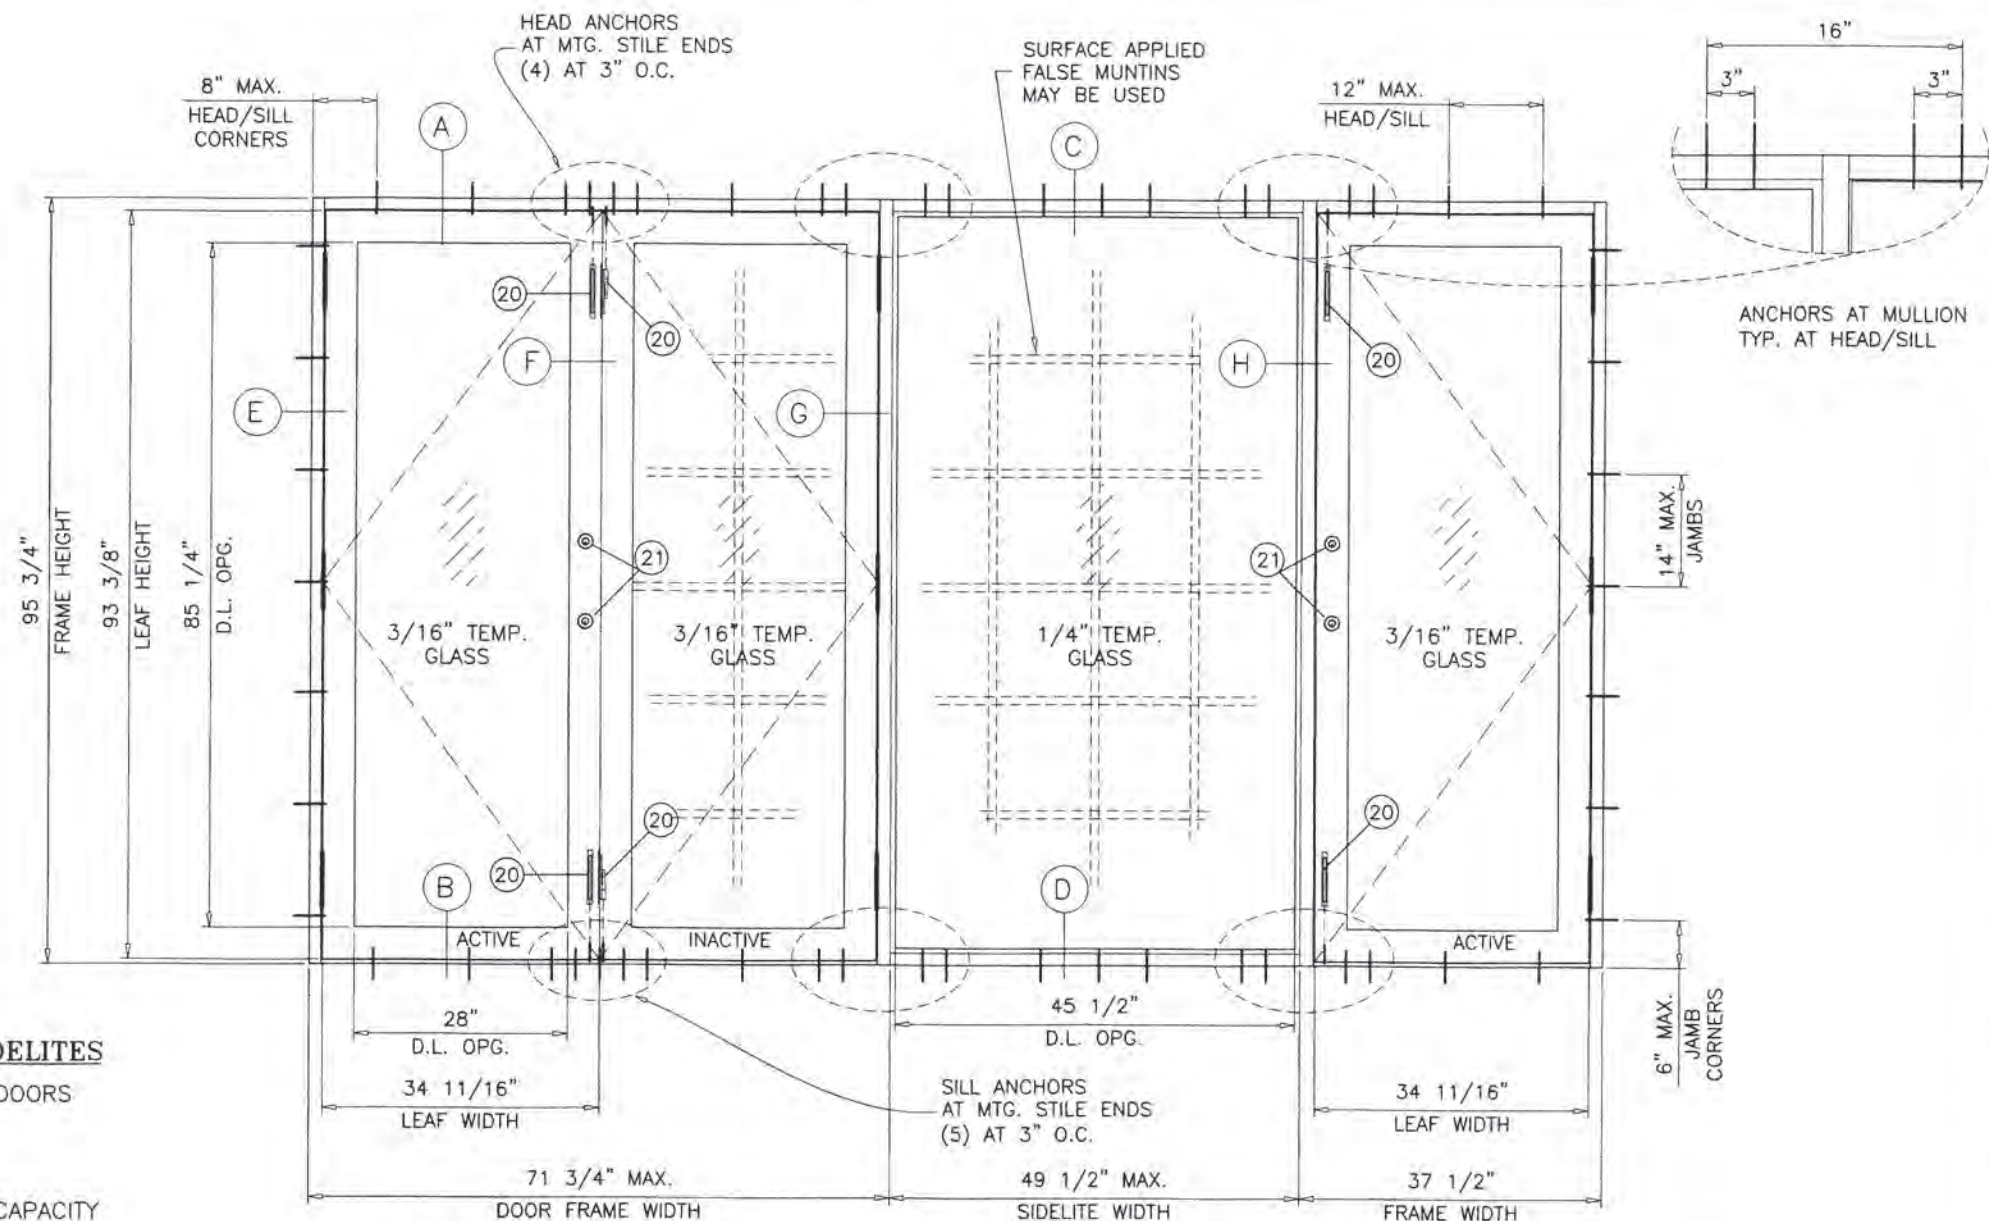 HEAD ANCHORS
AT MTG. STILE ENDS
(4) AT 3" O.C.
SURFACE APPLIED
FALSE MUNTINS
MAY BE USED
16"
3"
3"
8" MAX.
HEAD/SILL
CORNERS
12" MAX.
HEAD/SILL
A
C
ANCHORS AT MULLION
TYP. AT HEAD/SILL
20
20
20
F
H
E
G
95 3/4"
FRAME HEIGHT
93 3/8"
LEAF HEIGHT
85 1/4"
D.L. OPG.
14" MAX.
JAMBS
21
21
3/16" TEMP.
GLASS
3/16" TEMP.
GLASS
1/4" TEMP.
GLASS
3/16" TEMP.
GLASS
20
20
20
B
D
ACTIVE
INACTIVE
ACTIVE
6" MAX.
JAMB
CORNERS
28"
D.L. OPG.
45 1/2"
D.L. OPG.
DELITES
DOORS
34 11/16"
LEAF WIDTH
SILL ANCHORS
AT MTG. STILE ENDS
(5) AT 3" O.C.
34 11/16"
LEAF WIDTH
71 3/4" MAX.
DOOR FRAME WIDTH
49 1/2" MAX.
SIDELITE WIDTH
37 1/2"
FRAME WIDTH
CAPACITY